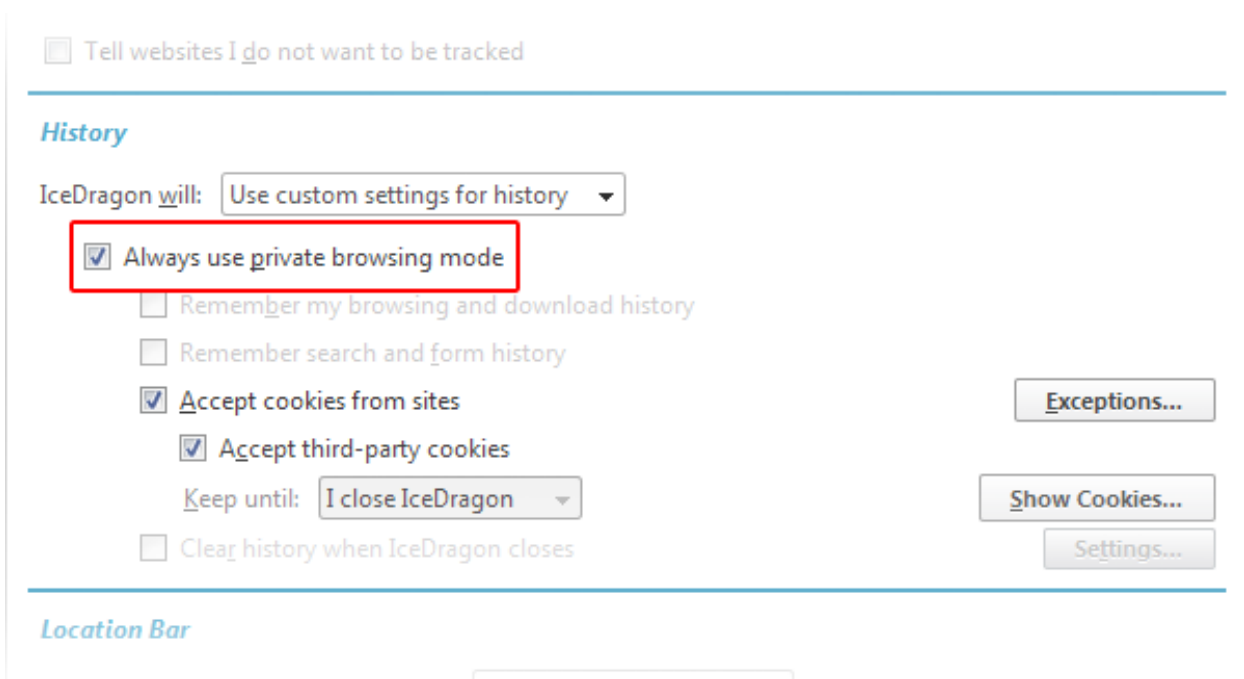 Tell websites I do not want to be tracked
History
IceDragon will: Use custom settings for history
Always use private browsing mode
Remember my browsing and download history
Remember search and form history
Accept cookies from sites Exceptions...
Accept third-party cookies
Keep until: I close IceDragon Show Cookies...
Clear history when IceDragon closes Settings...
Location Bar